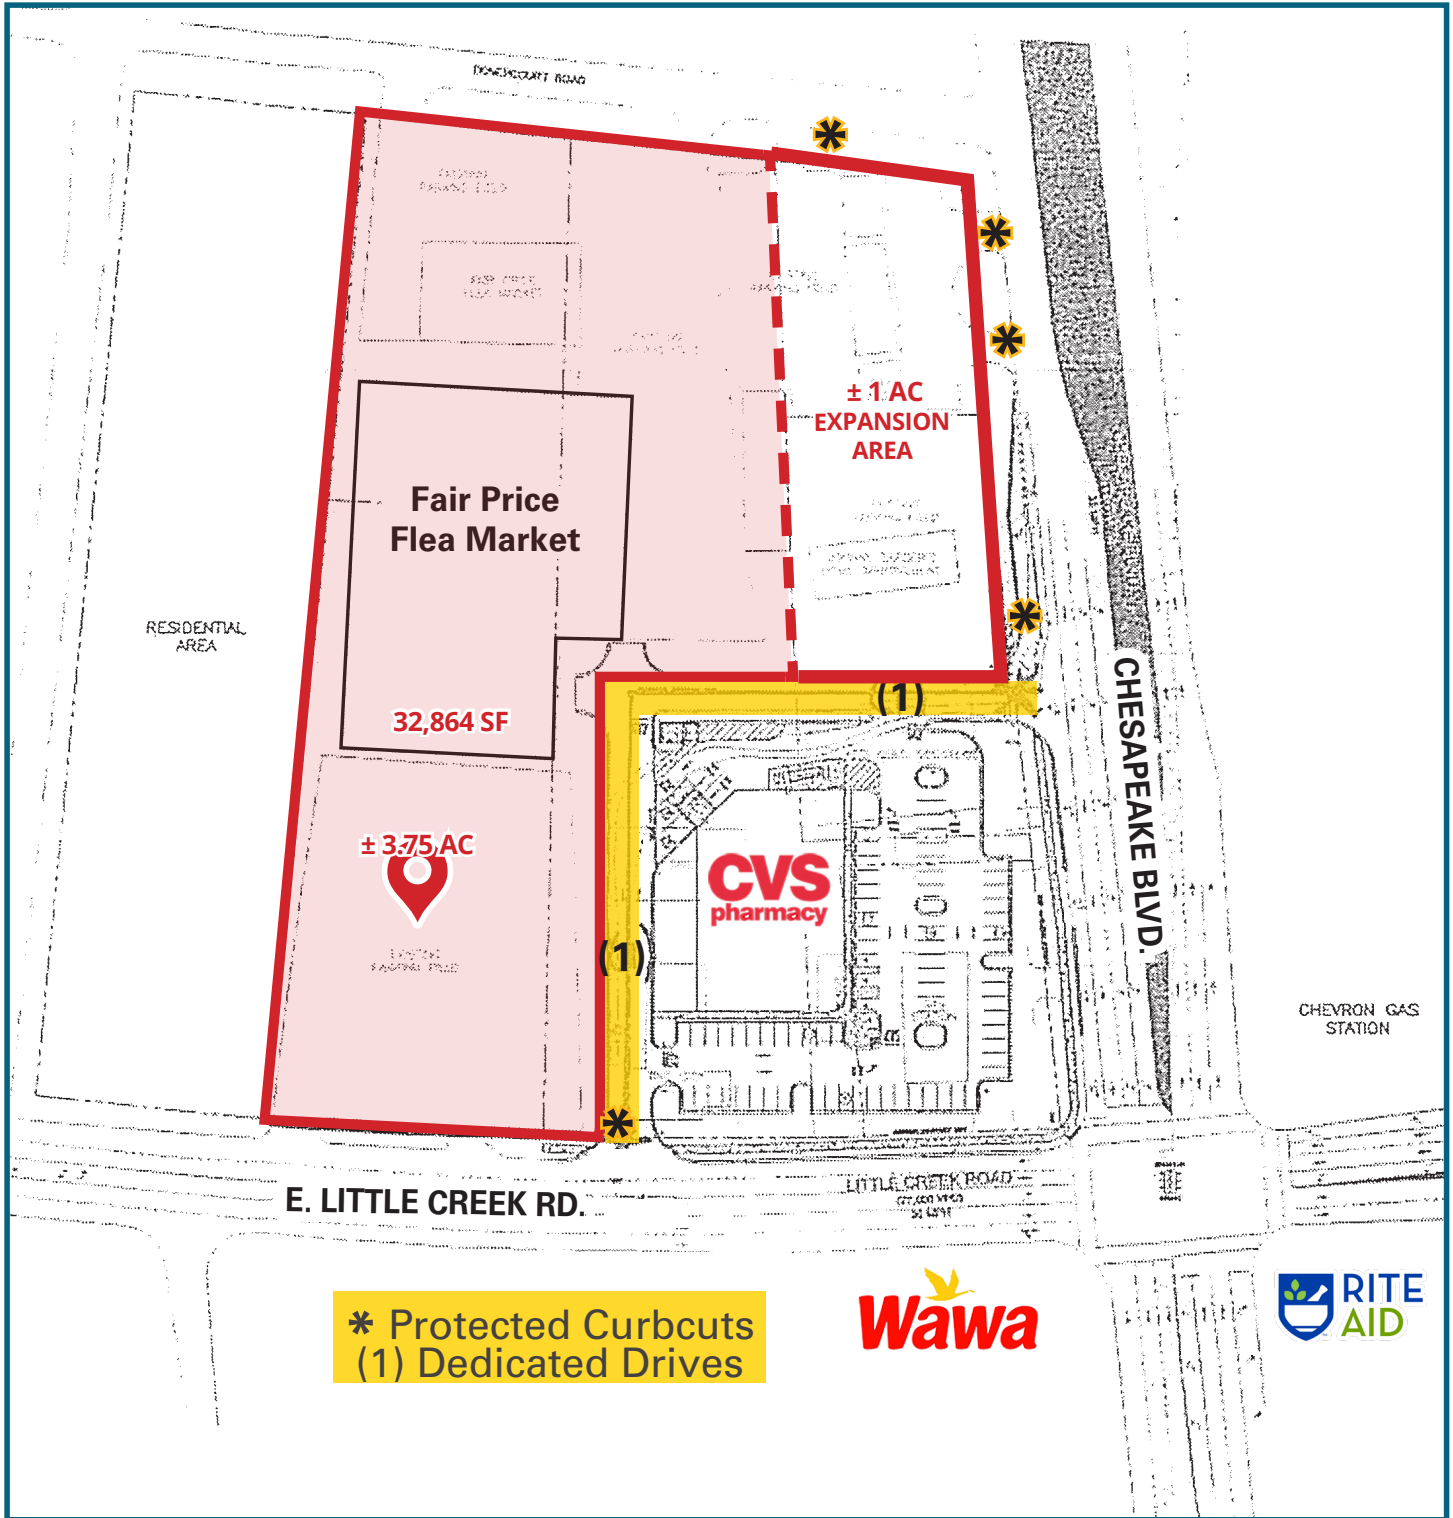 ± 1 AC
EXPANSION
AREA
Fair Price
Flea Market
RESIDENTIAL
AREA
32,864 SF
(1)
CHESAPEAKE BLVD.
± 3.75 AC
CVS
pharmacy
(1)
CHEVRON GAS
STATION
LITTLE CREEK ROAD
E. LITTLE CREEK RD.
* Protected Curbcuts
(1) Dedicated Drives
Wawa
RITE
AID